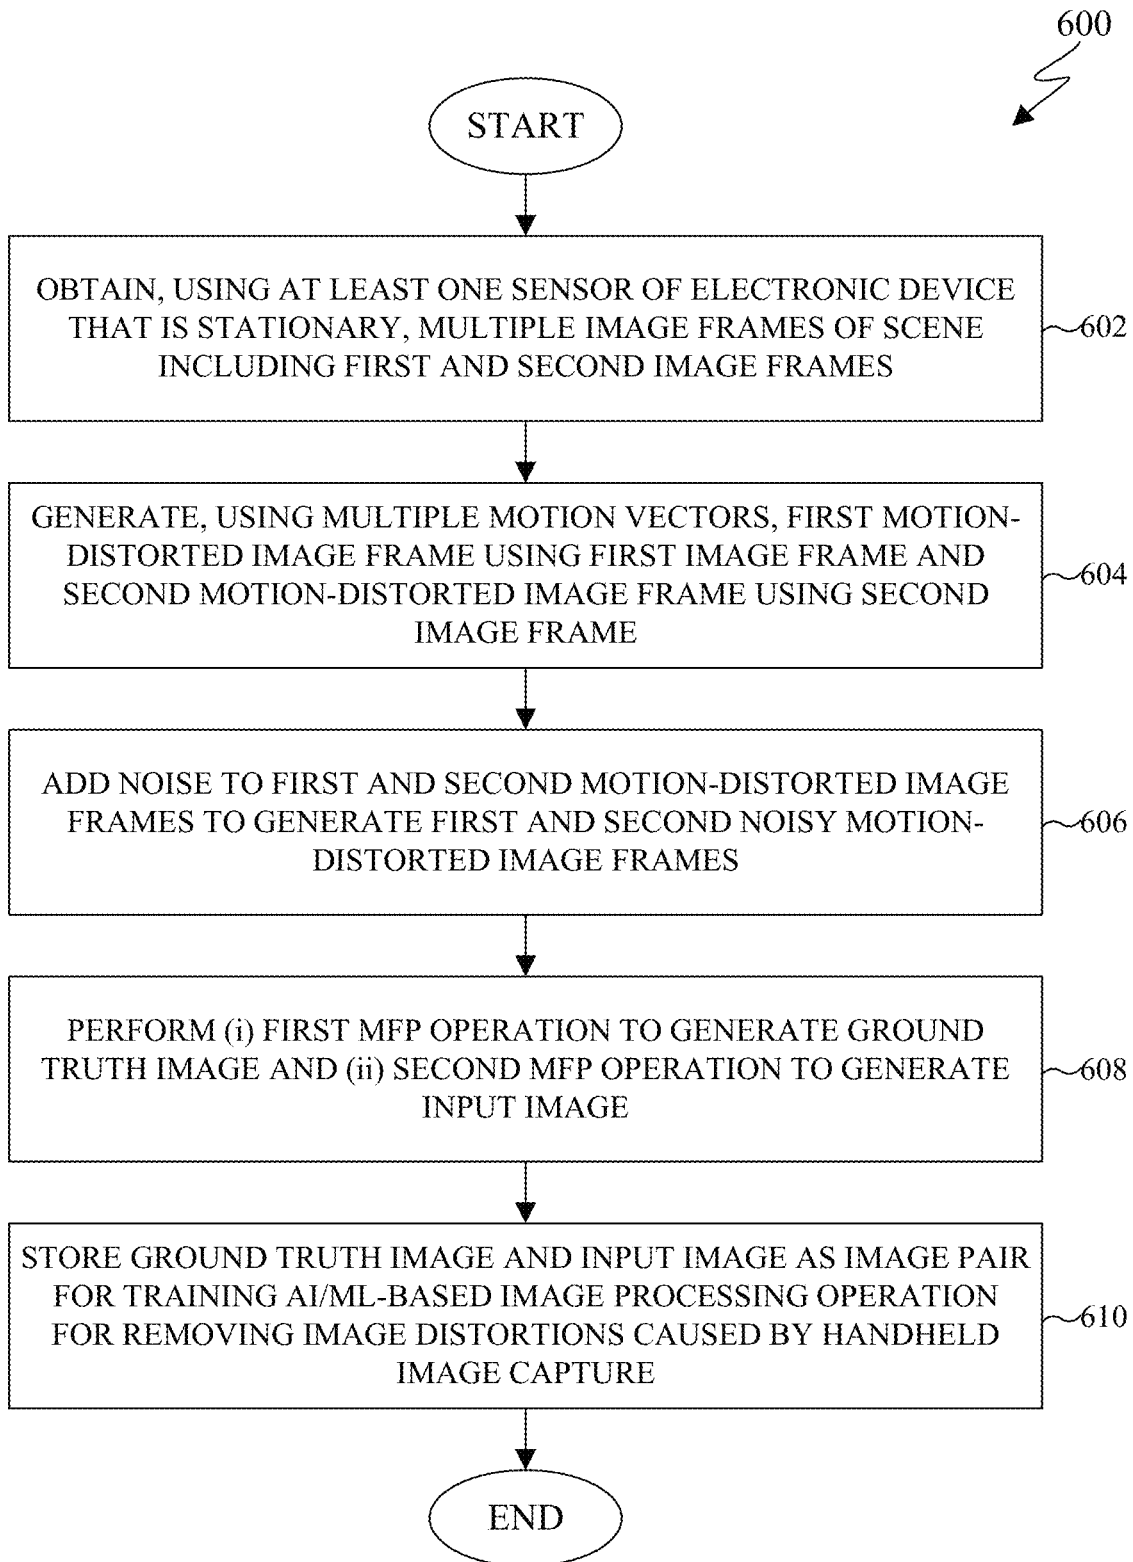 600
START
OBTAIN, USING AT LEAST ONE SENSOR OF ELECTRONIC DEVICE
THAT IS STATIONARY, MULTIPLE IMAGE FRAMES OF SCENE
INCLUDING FIRST AND SECOND IMAGE FRAMES
602
GENERATE, USING MULTIPLE MOTION VECTORS, FIRST MOTION-
DISTORTED IMAGE FRAME USING FIRST IMAGE FRAME AND
SECOND MOTION-DISTORTED IMAGE FRAME USING SECOND
IMAGE FRAME
604
ADD NOISE TO FIRST AND SECOND MOTION-DISTORTED IMAGE
FRAMES TO GENERATE FIRST AND SECOND NOISY MOTION-
DISTORTED IMAGE FRAMES
606
PERFORM (i) FIRST MFP OPERATION TO GENERATE GROUND
TRUTH IMAGE AND (ii) SECOND MFP OPERATION TO GENERATE
INPUT IMAGE
608
STORE GROUND TRUTH IMAGE AND INPUT IMAGE AS IMAGE PAIR
FOR TRAINING AI/ML-BASED IMAGE PROCESSING OPERATION
FOR REMOVING IMAGE DISTORTIONS CAUSED BY HANDHELD
IMAGE CAPTURE
610
END